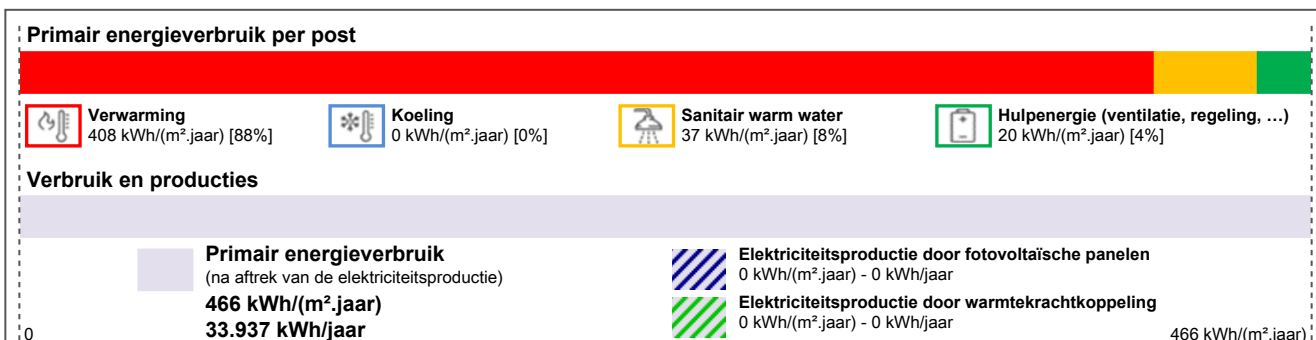 Primair energieverbruik per post
Verwarming
408 kWh/(m².jaar) [88%]
Koeling
0 kWh/(m².jaar) [0%]
Sanitair warm water
37 kWh/(m².jaar) [8%]
Hulpenergie (ventilatie, regeling, …)
20 kWh/(m².jaar) [4%]
Verbruik en producties
Primair energieverbruik
(na aftrek van de elektriciteitsproductie)
466 kWh/(m².jaar)
33.937 kWh/jaar
Elektriciteitsproductie door fotovoltaïsche panelen
0 kWh/(m².jaar) - 0 kWh/jaar
Elektriciteitsproductie door warmtekrachtkoppeling
0 kWh/(m².jaar) - 0 kWh/jaar
0
466 kWh/(m².jaar)